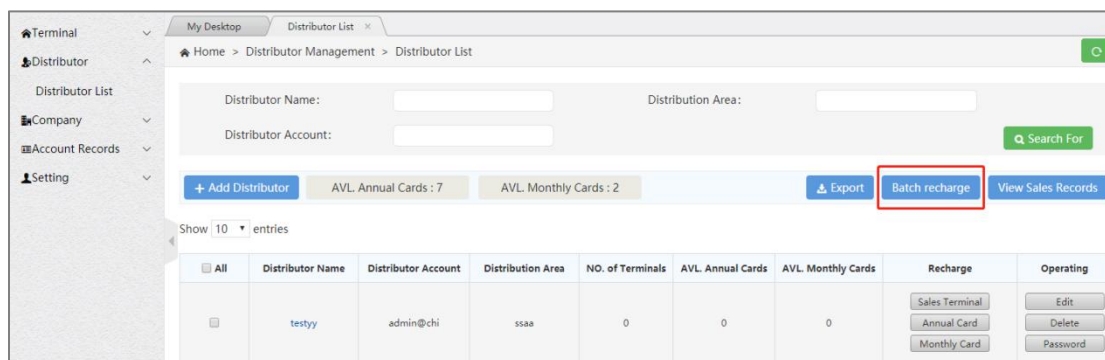 Terminal
Distributor
Distributor List
Company
Account Records
Setting
My Desktop Distributor List ×
Home > Distributor Management > Distributor List
Distributor Name: Distribution Area:
Distributor Account:
Search For
+ Add Distributor AVL. Annual Cards : 7 AVL. Monthly Cards : 2 Export Batch recharge View Sales Records
Show 10 entries
All Distributor Name Distributor Account Distribution Area NO. of Terminals AVL. Annual Cards AVL. Monthly Cards Recharge Operating
testyy admin@chi ssaa 0 0 0
Sales Terminal Edit
Annual Card Delete
Monthly Card Password